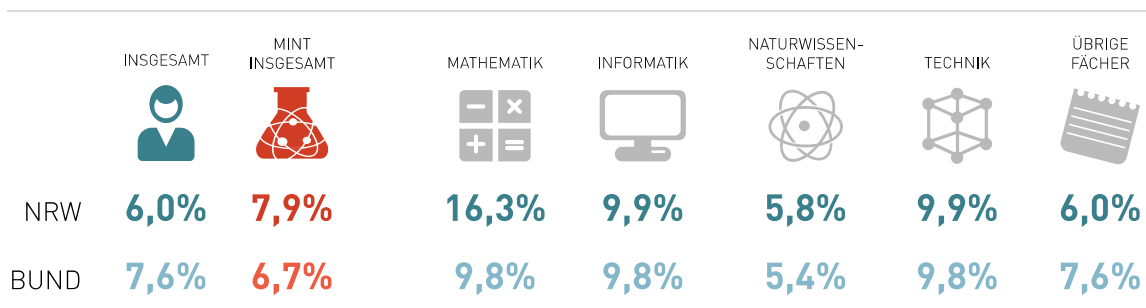 INSGESAMT
MINT
INSGESAMT
MATHEMATIK
INFORMATIK
NATURWISSEN-
SCHAFTEN
TECHNIK
ÜBRIGE
FÄCHER
NRW 6,0% 7,9% 16,3% 9,9% 5,8% 9,9% 6,0%
BUND 7,6% 6,7% 9,8% 9,8% 5,4% 9,8% 7,6%